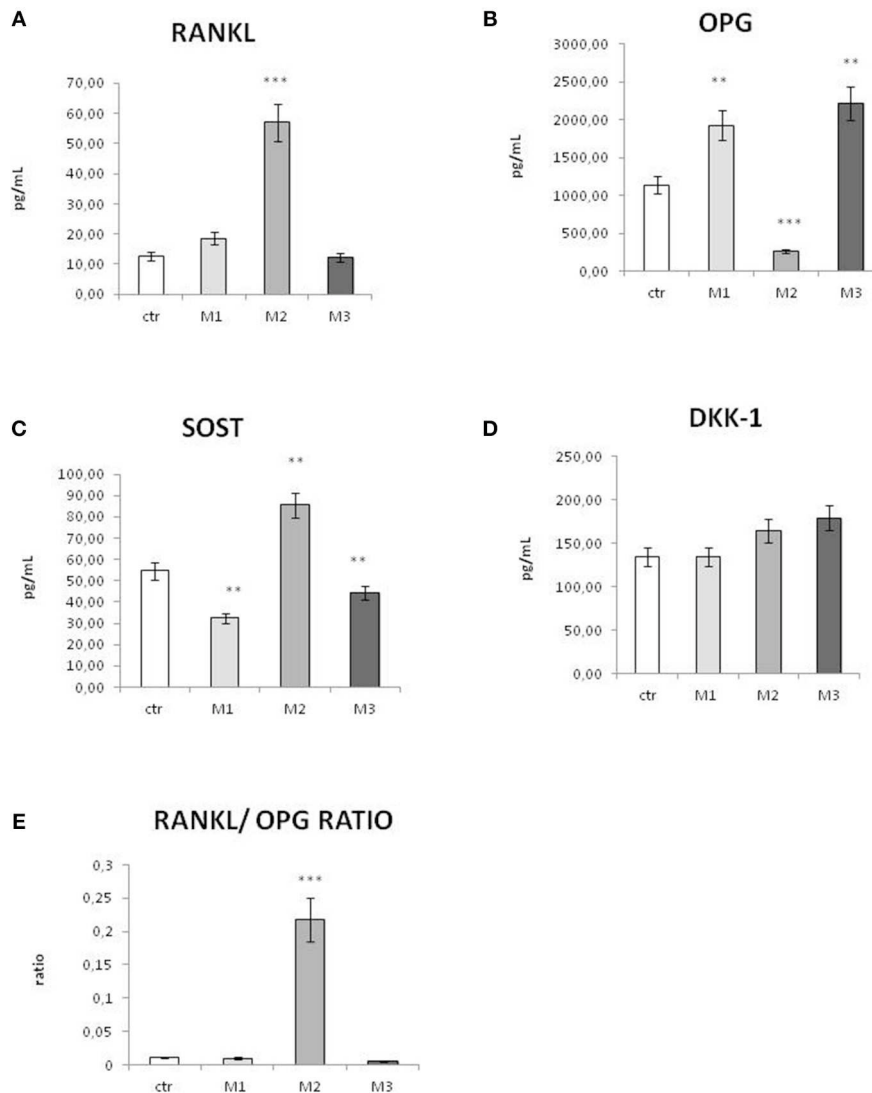 A
RANKL
70,00
60,00
50,00
40,00
30,00
20,00
10,00
0,00
pg/mL
***
ctr M1 M2 M3
B
OPG
3000,00
2500,00
2000,00
1500,00
1000,00
500,00
0,00
pg/mL
**
***
**
ctr M1 M2 M3
C
SOST
100,00
90,00
80,00
70,00
60,00
50,00
40,00
30,00
20,00
10,00
0,00
pg/mL
**
**
**
ctr M1 M2 M3
D
DKK-1
250,00
200,00
150,00
100,00
50,00
0,00
pg/mL
ctr M1 M2 M3
E
RANKL/ OPG RATIO
0,3
0,25
0,2
0,15
0,1
0,05
0
ratio
***
ctr M1 M2 M3